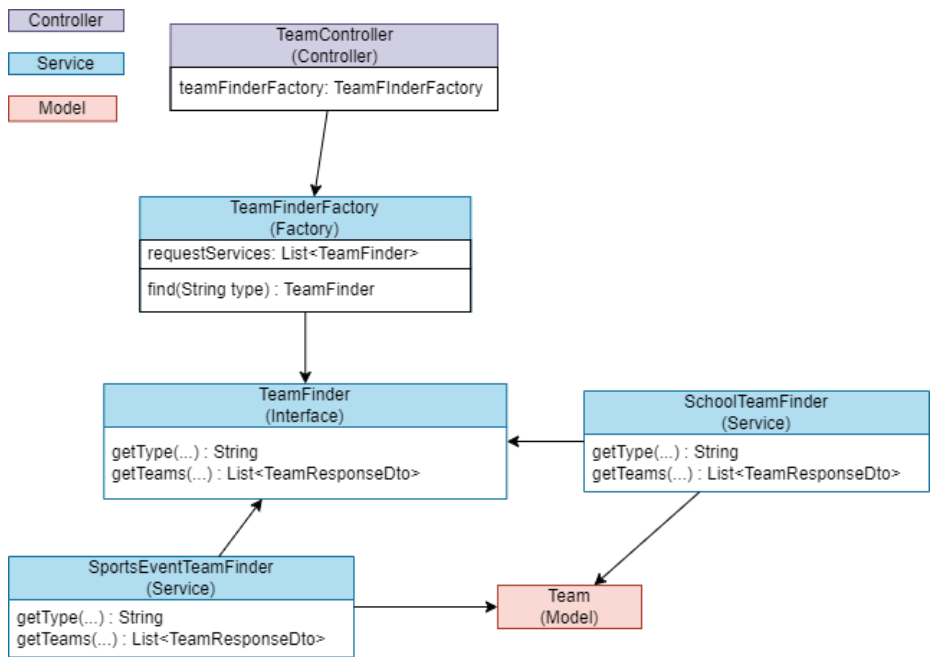 Controller
Service
Model
TeamController
(Controller)
teamFinderFactory: TeamFInderFactory
TeamFinderFactory
(Factory)
requestServices: List<TeamFinder>
find(String type) : TeamFinder
TeamFinder
(Interface)
getType(...) : String
getTeams(...) : List<TeamResponseDto>
SchoolTeamFinder
(Service)
getType(...) : String
getTeams(...) : List<TeamResponseDto>
SportsEventTeamFinder
(Service)
getType(...) : String
getTeams(...) : List<TeamResponseDto>
Team
(Model)